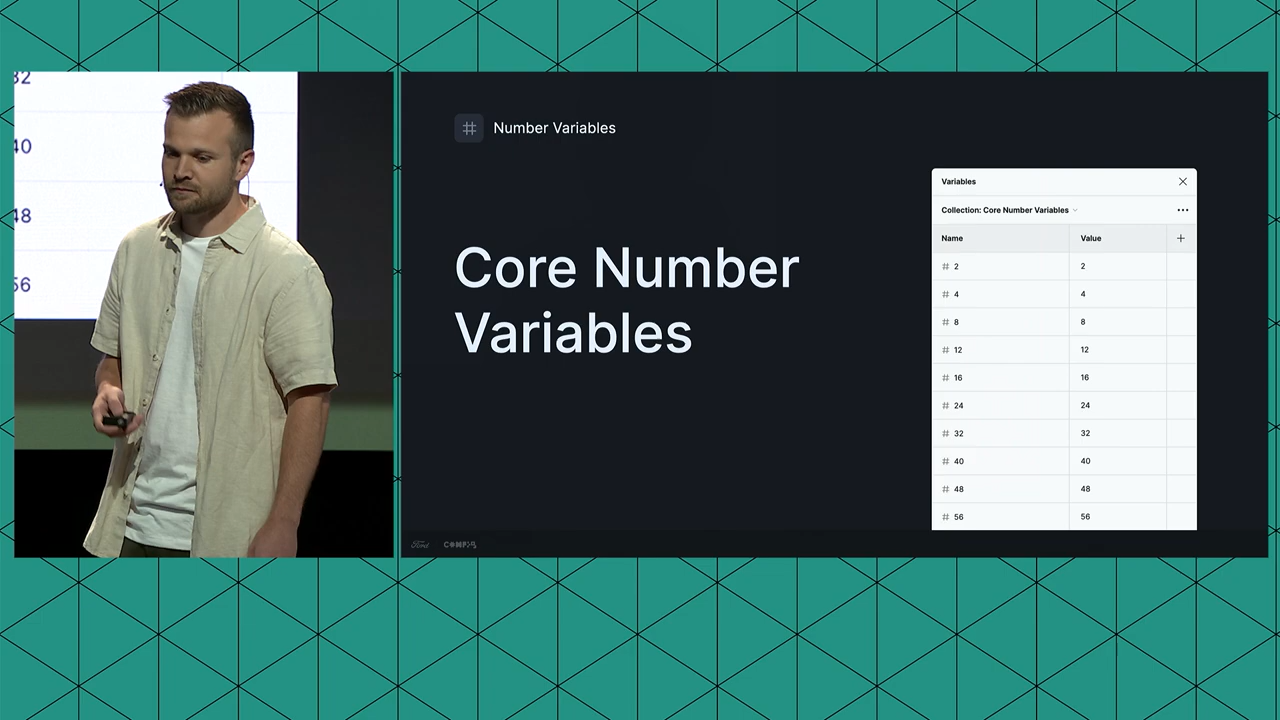 32
40
48
56
# Number Variables
Core Number
Variables
Variables
Collection: Core Number Variables
Name Value
# 2 2
# 4 4
# 8 8
# 12 12
# 16 16
# 24 24
# 32 32
# 40 40
# 48 48
# 56 56
Ford